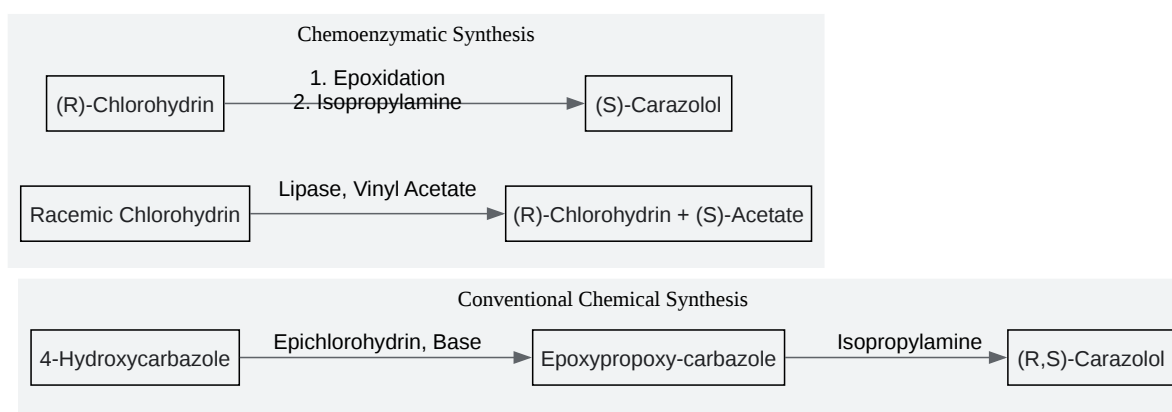 Chemoenzymatic Synthesis
1. Epoxidation
2. Isopropylamine
(R)-Chlorohydrin
(S)-Carazolol
Lipase, Vinyl Acetate
Racemic Chlorohydrin
(R)-Chlorohydrin + (S)-Acetate
Conventional Chemical Synthesis
Epichlorohydrin, Base
Isopropylamine
4-Hydroxycarbazole
Epoxypropoxy-carbazole
(R,S)-Carazolol